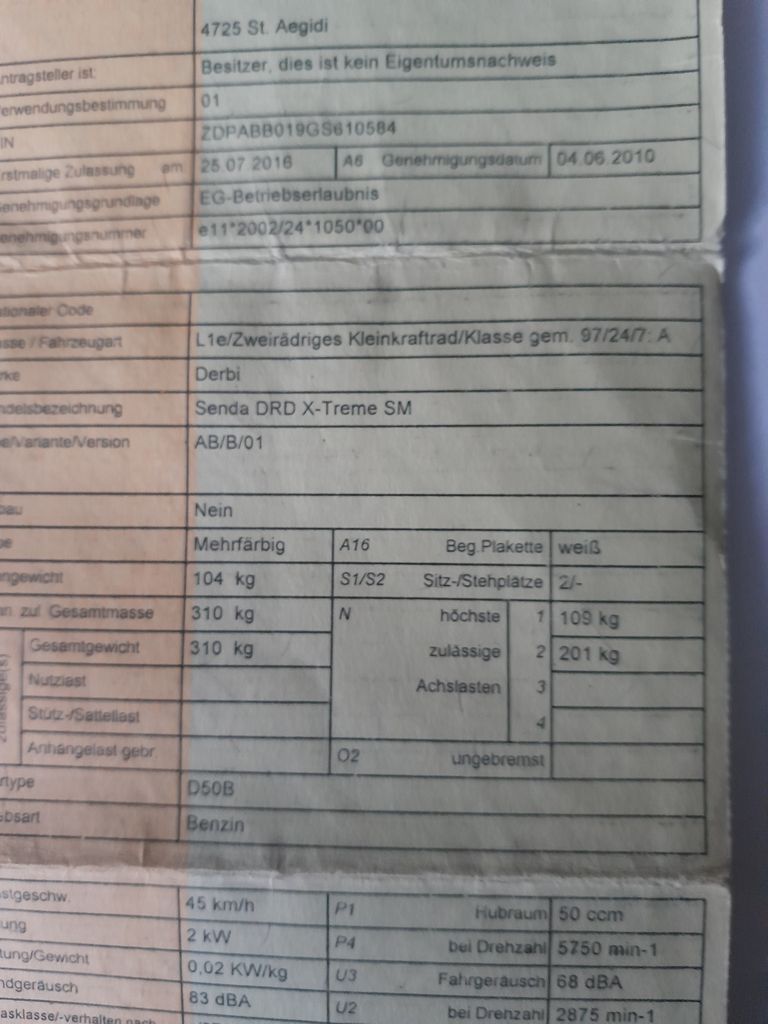 4725 St. Aegidi
ntragsteller ist: Besitzer, dies ist kein Eigentumsnachweis
erwendungsbestimmung 01
IN ZDPABB019GS610584
rstmalige Zulassung am 25.07.2016 A6 Genehmigungsdatum 04.06.2010
enehmigungsgrundlage EG-Betriebserlaubnis
enehmigungsnummer e11*2002/24*1050*00
ationaler Code
sse / Fahrzeugart L1e/Zweirädriges Kleinkraftrad/Klasse gem. 97/24/7: A
rke Derbi
ndelsbezeichnung Senda DRD X-Treme SM
e/Variante/Version AB/B/01
bau Nein
be Mehrfärbig A16 Beg.Plakette weiß
engewicht 104 kg S1/S2 Sitz-/Stehplätze 2/-
n zul Gesamtmasse 310 kg N höchste 1 109 kg
Gesamtgewicht 310 kg zulässige 2 201 kg
Nutzlast Achslasten 3
Stütz-/Sattellast 4
Anhängelast gebr. O2 ungebremst
rtype D50B
bsart Benzin
stgeschw. 45 km/h P1 Hubraum 50 ccm
ung 2 kW P4 bei Drehzahl 5750 min-1
tung/Gewicht 0,02 KW/kg U3 Fahrgeräusch 68 dBA
ndgeräusch 83 dBA U2 bei Drehzahl 2875 min-1
asklasse/-verhalten nach